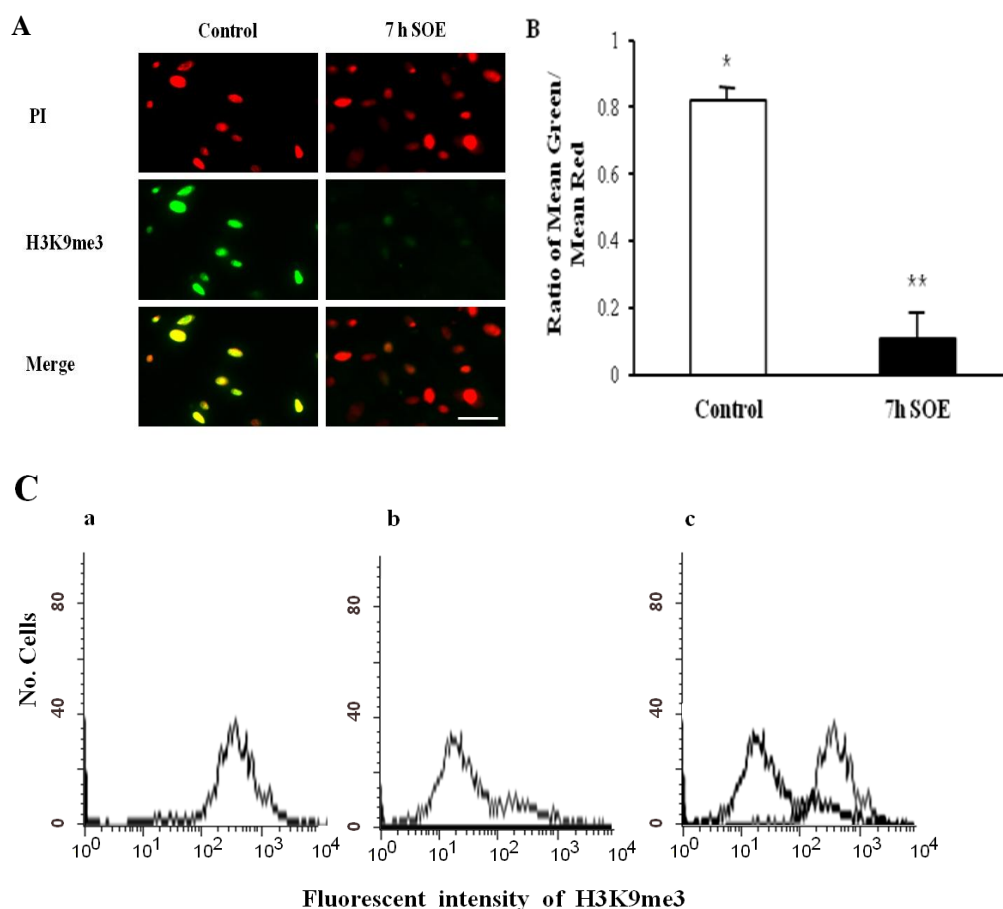 A
Control
7 h SOE
PI
H3K9me3
Merge
B
Ratio of Mean Green/
Mean Red
1
0.8
0.6
0.4
0.2
0
*
**
Control
7h SOE
C
a
b
c
No. Cells
80
40
0
10^0 10^1 10^2 10^3 10^4
80
40
0
10^0 10^1 10^2 10^3 10^4
80
40
0
10^0 10^1 10^2 10^3 10^4
Fluorescent intensity of H3K9me3